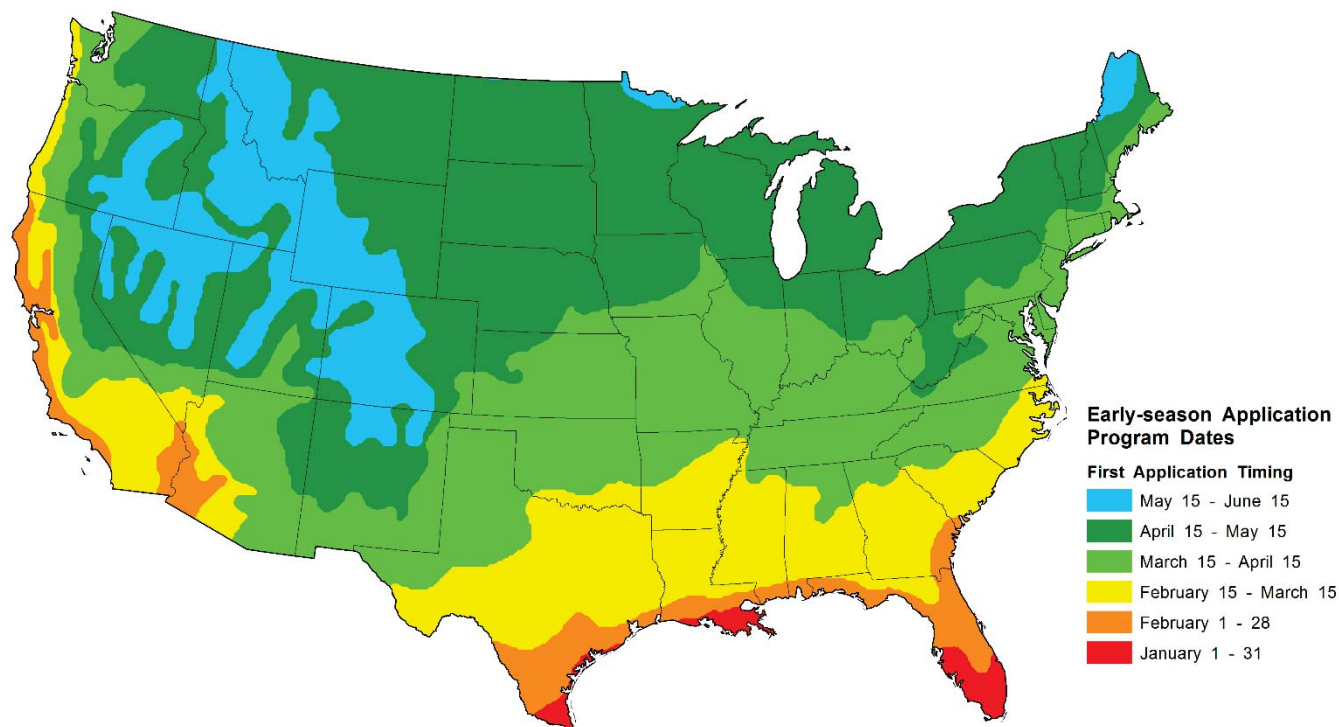 Early-season Application
Program Dates
First Application Timing
May 15 - June 15
April 15 - May 15
March 15 - April 15
February 15 - March 15
February 1 - 28
January 1 - 31